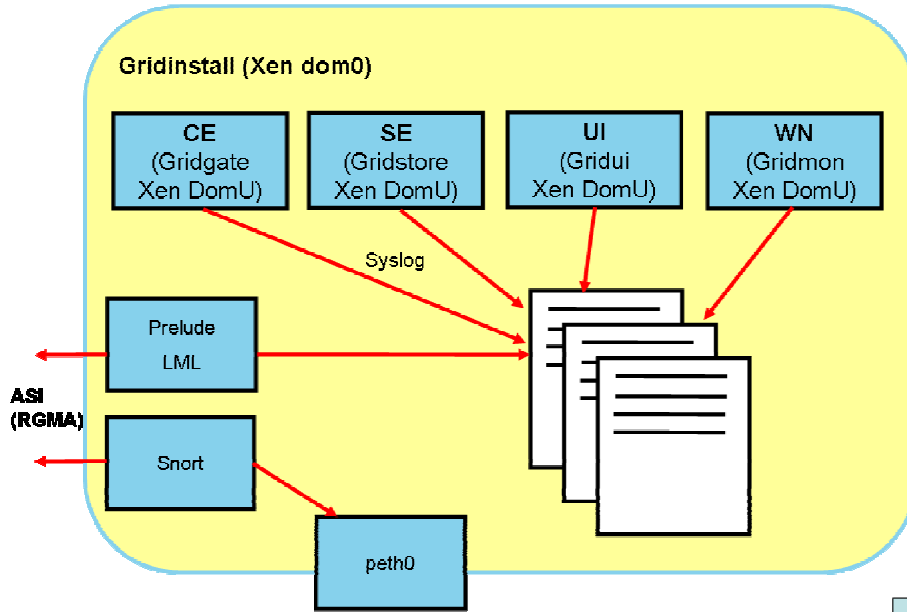 Gridinstall (Xen dom0)
CE
(Gridgate
Xen DomU)
SE
(Gridstore
Xen DomU)
UI
(Gridui
Xen DomU)
WN
(Gridmon
Xen DomU)
Syslog
Prelude
LML
ASI
(RGMA)
Snort
peth0